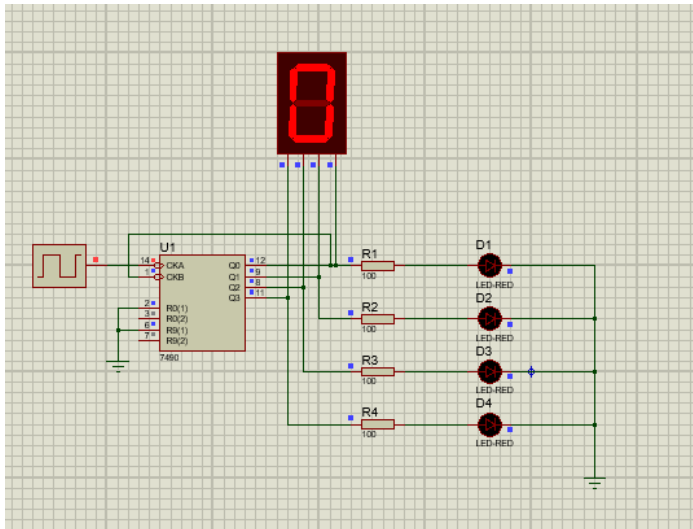 0
U1
14
CKA
Q0
12
1
CKB
Q1
9
Q2
8
Q3
11
2
R0(1)
3
R0(2)
6
R9(1)
7
R9(2)
7490
R1
100
D1
LED-RED
R2
100
D2
LED-RED
R3
100
D3
LED-RED
R4
100
D4
LED-RED